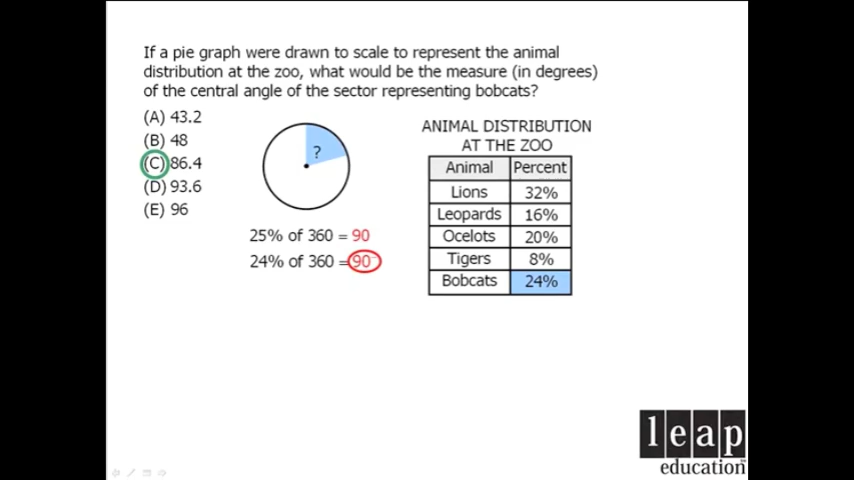 If a pie graph were drawn to scale to represent the animal
distribution at the zoo, what would be the measure (in degrees)
of the central angle of the sector representing bobcats?
(A) 43.2
(B) 48
(C) 86.4
(D) 93.6
(E) 96
?
25% of 360 = 90
24% of 360 = 90⁻
ANIMAL DISTRIBUTION
AT THE ZOO
Animal Percent
Lions 32%
Leopards 16%
Ocelots 20%
Tigers 8%
Bobcats 24%
leap
education™